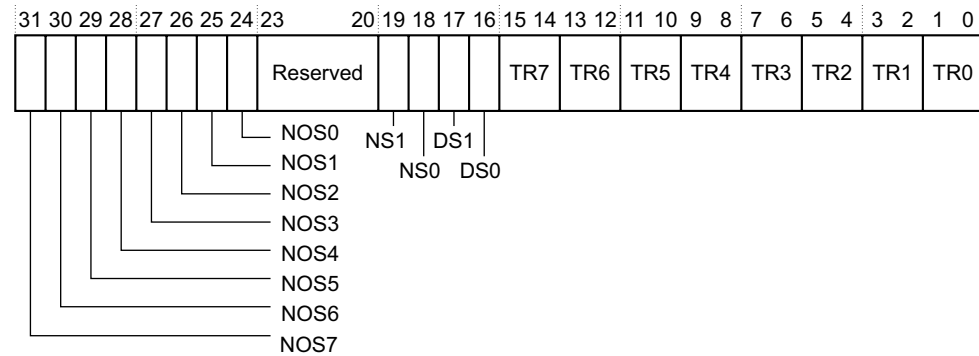 31 30 29 28 27 26 25 24 23 20 19 18 17 16 15 14 13 12 11 10 9 8 7 6 5 4 3 2 1 0
Reserved TR7 TR6 TR5 TR4 TR3 TR2 TR1 TR0
NOS0 NS1 DS1
NOS1 NS0 DS0
NOS2
NOS3
NOS4
NOS5
NOS6
NOS7